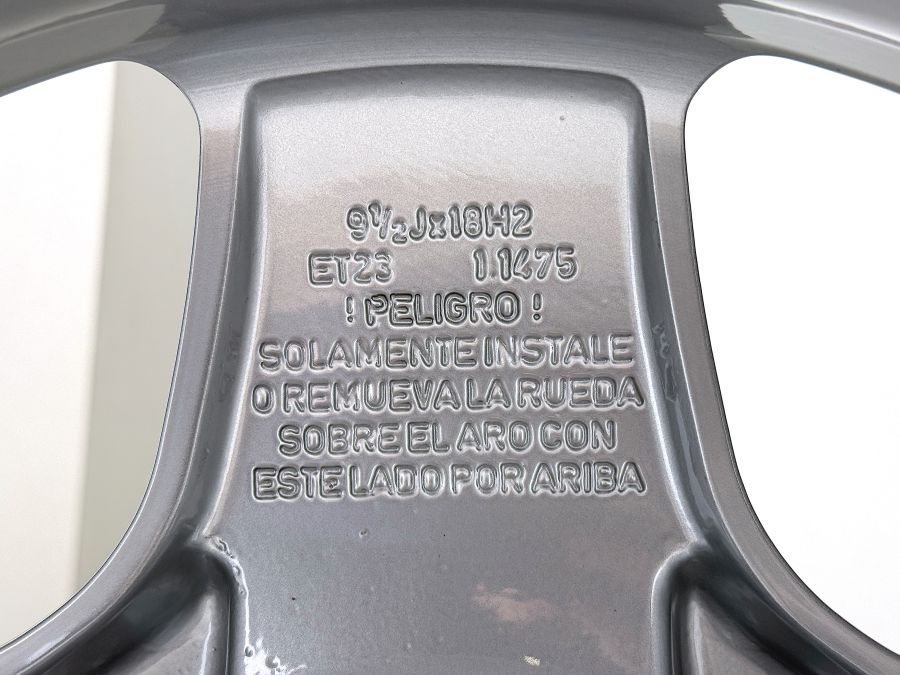 9½Jx18H2
ET23 1.1475
! PELIGRO !
SOLAMENTE INSTALE
O REMUEVA LA RUEDA
SOBRE EL ARO CON
ESTE LADO POR ARIBA